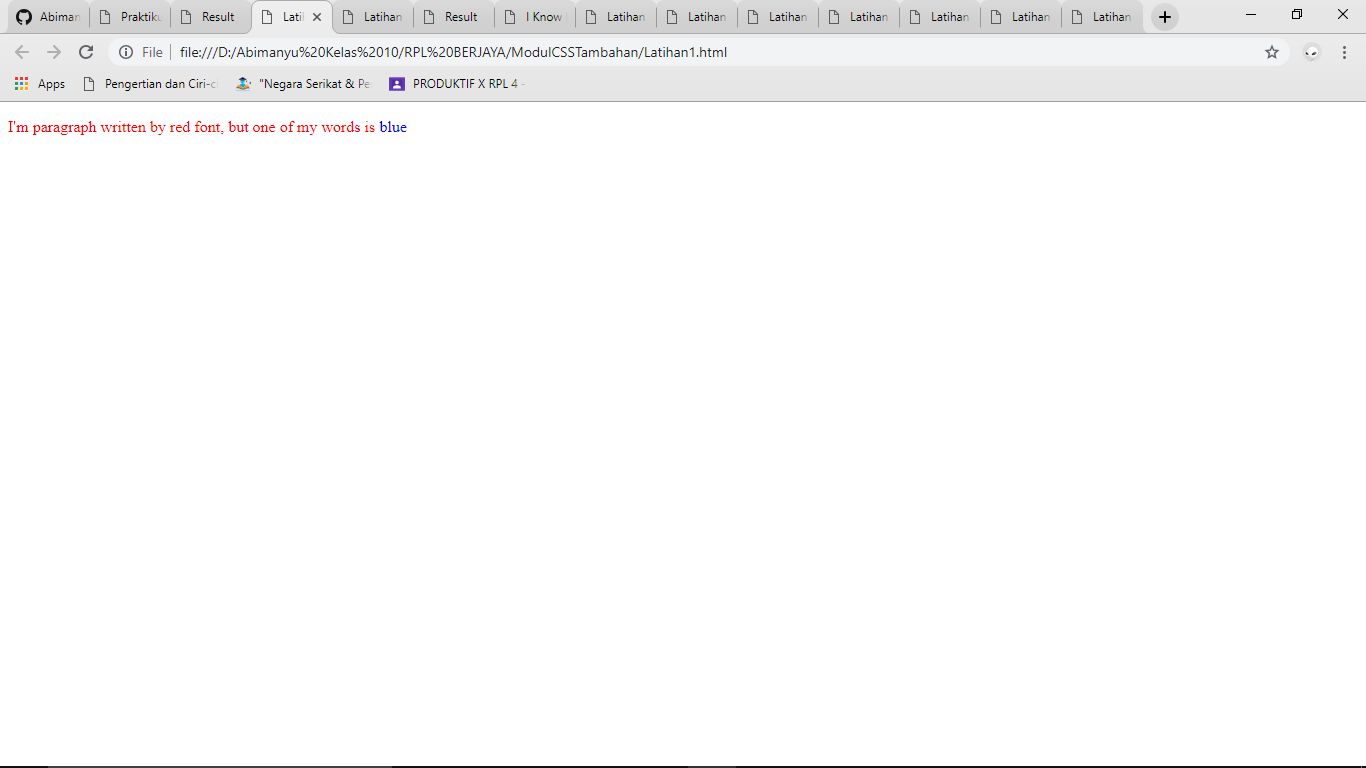 Abiman
Praktiku
Result
Latil
Latihan
Result
I Know
Latihan
Latihan
Latihan
Latihan
Latihan
Latihan
Latihan
File
file:///D:/Abimanyu%20Kelas%2010/RPL%20BERJAYA/ModulCSSTambahan/Latihan1.html
Apps
Pengertian dan Ciri-c
"Negara Serikat & Pe
PRODUKTIF X RPL 4 -
I'm paragraph written by red font, but one of my words is blue